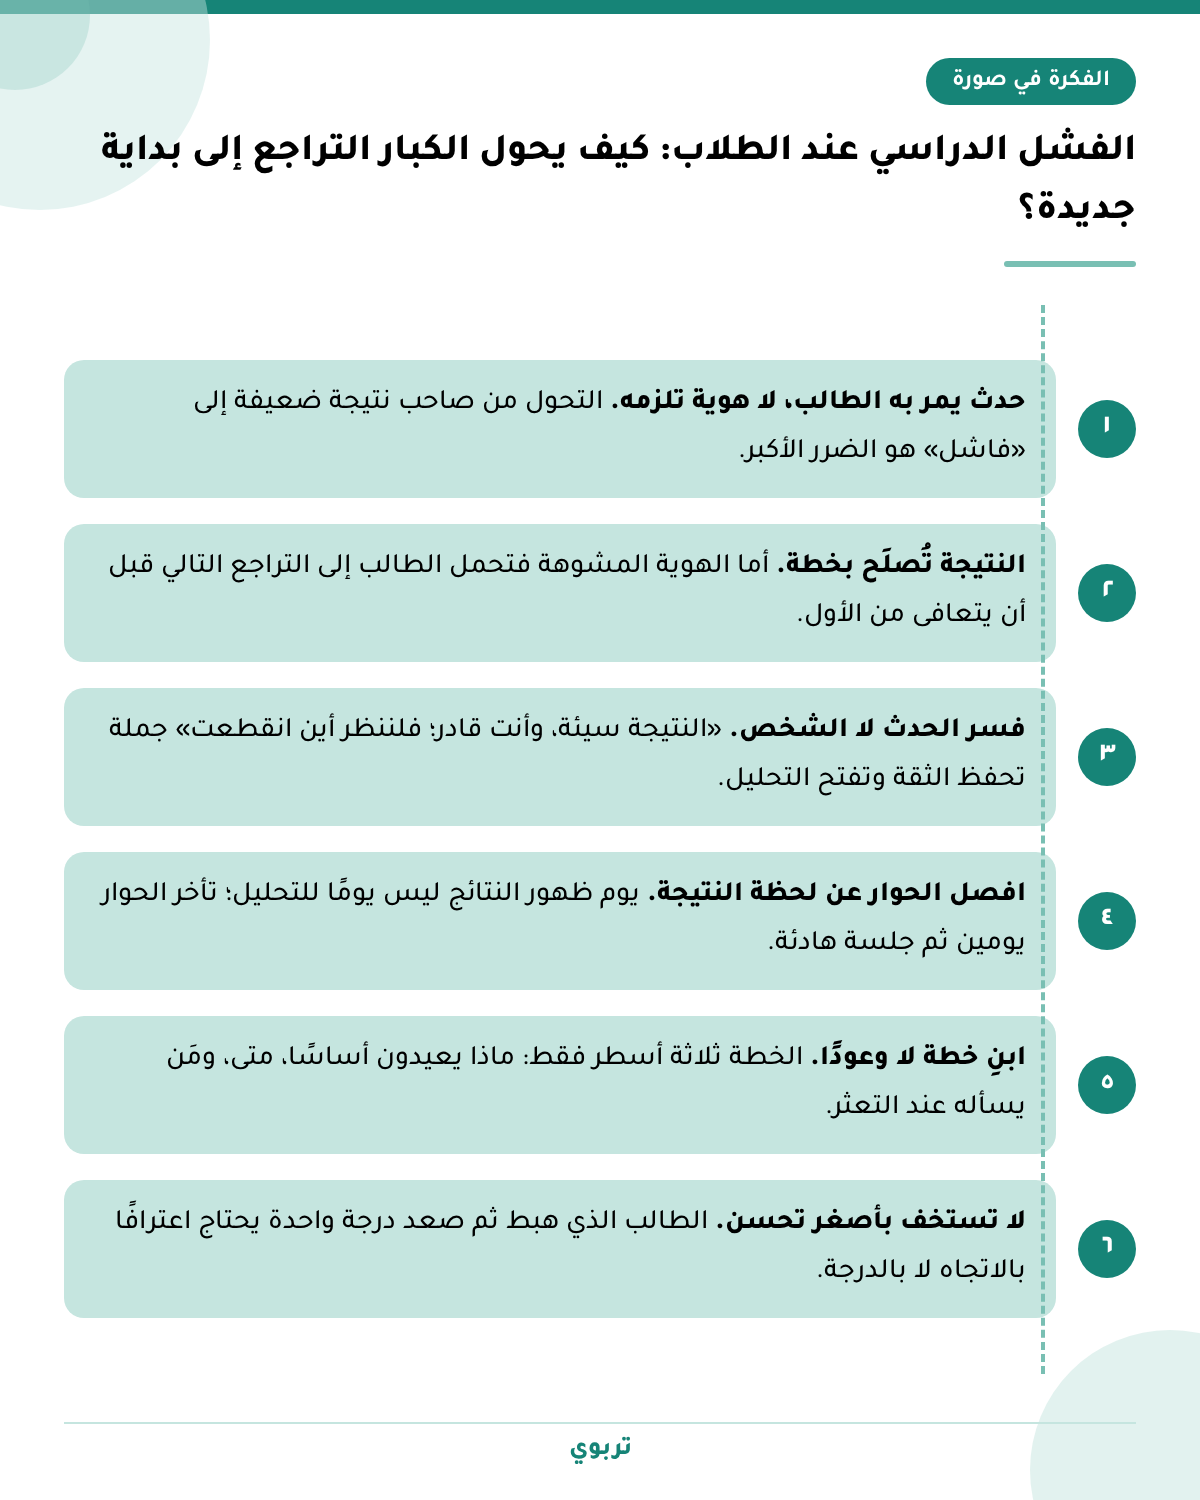 الفكرة في صورة
الفشل الدراسي عند الطلاب: كيف يحول الكبار التراجع إلى بداية
جديدة؟
١
حدث يمر به الطالب، لا هوية تلزمه. التحول من صاحب نتيجة ضعيفة إلى
«فاشل» هو الضرر الأكبر.
٢
النتيجة تُصلَح بخطة. أما الهوية المشوهة فتحمل الطالب إلى التراجع التالي قبل
أن يتعافى من الأول.
٣
فسر الحدث لا الشخص. «النتيجة سيئة، وأنت قادر؛ فلننظر أين انقطعت» جملة
تحفظ الثقة وتفتح التحليل.
٤
افصل الحوار عن لحظة النتيجة. يوم ظهور النتائج ليس يومًا للتحليل؛ تأخر الحوار
يومين ثم جلسة هادئة.
٥
ابنِ خطة لا وعودًا. الخطة ثلاثة أسطر فقط: ماذا يعيدون أساسًا، متى، ومَن
يسأله عند التعثر.
٦
لا تستخف بأصغر تحسن. الطالب الذي هبط ثم صعد درجة واحدة يحتاج اعترافًا
بالاتجاه لا بالدرجة.
تربوي